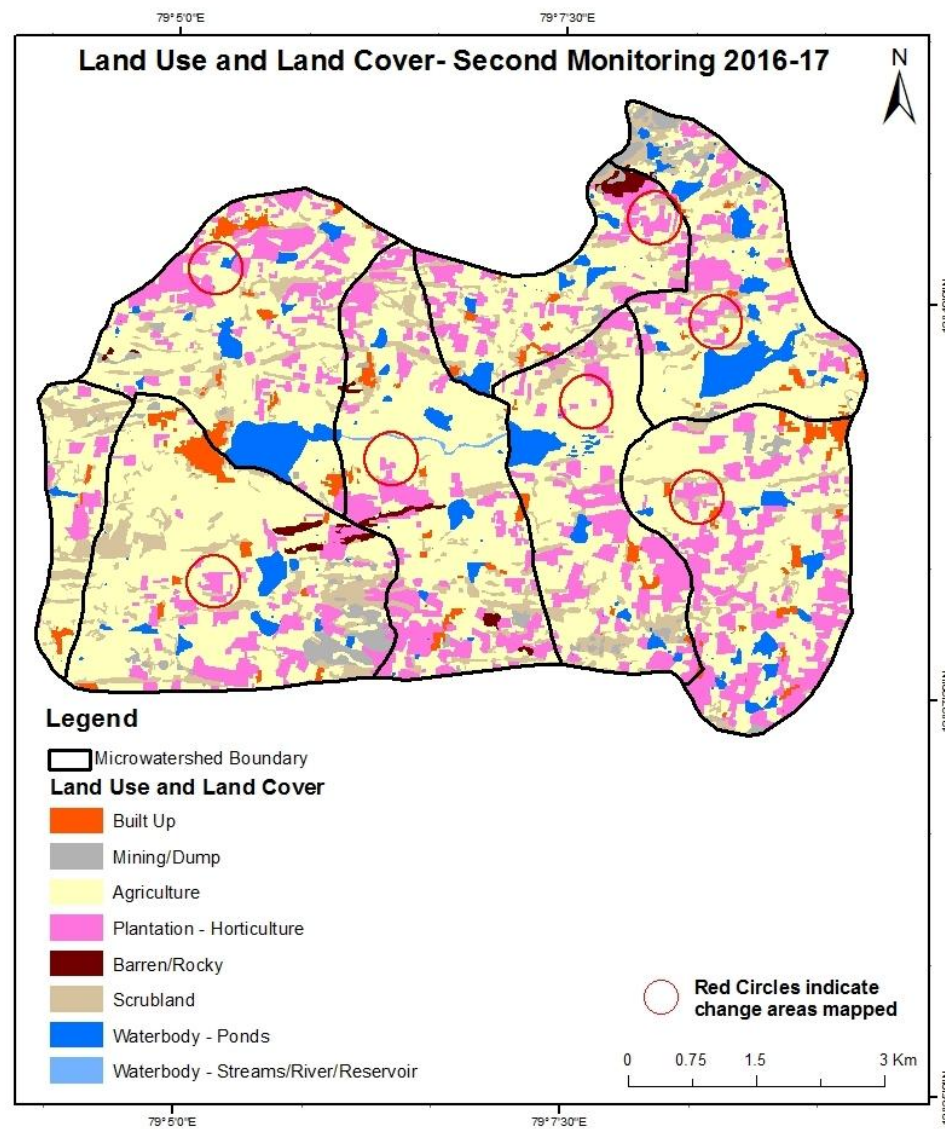 79°5'0"E 79°7'30"E
Land Use and Land Cover- Second Monitoring 2016-17
N
Legend
Microwatershed Boundary
Land Use and Land Cover
Built Up
Mining/Dump
Agriculture
Plantation - Horticulture
Barren/Rocky
Scrubland
Waterbody - Ponds
Waterbody - Streams/River/Reservoir
Red Circles indicate
change areas mapped
0 0.75 1.5 3 Km
79°5'0"E 79°7'30"E